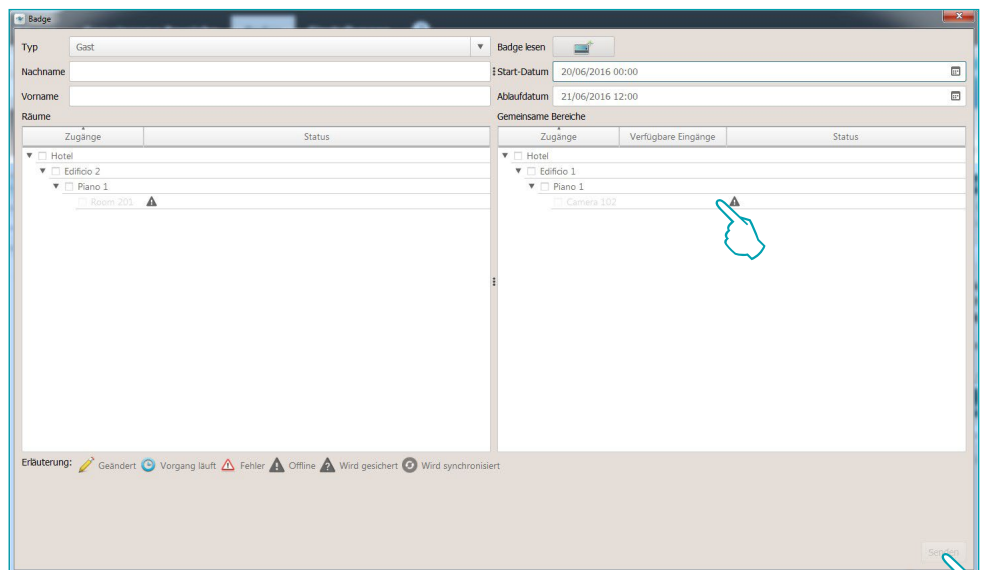 Badge
Typ Gast Badge lesen
Nachname Start-Datum 20/06/2016 00:00
Vorname Ablaufdatum 21/06/2016 12:00
Räume Gemeinsame Bereiche
Zugänge Status Zugänge Verfügbare Eingänge Status
Hotel Hotel
Edificio 2 Edificio 1
Piano 1 Piano 1
Room 201 Camera 102
Erläuterung: Geändert Vorgang läuft Fehler Offline Wird gesichert Wird synchronisiert
Senden